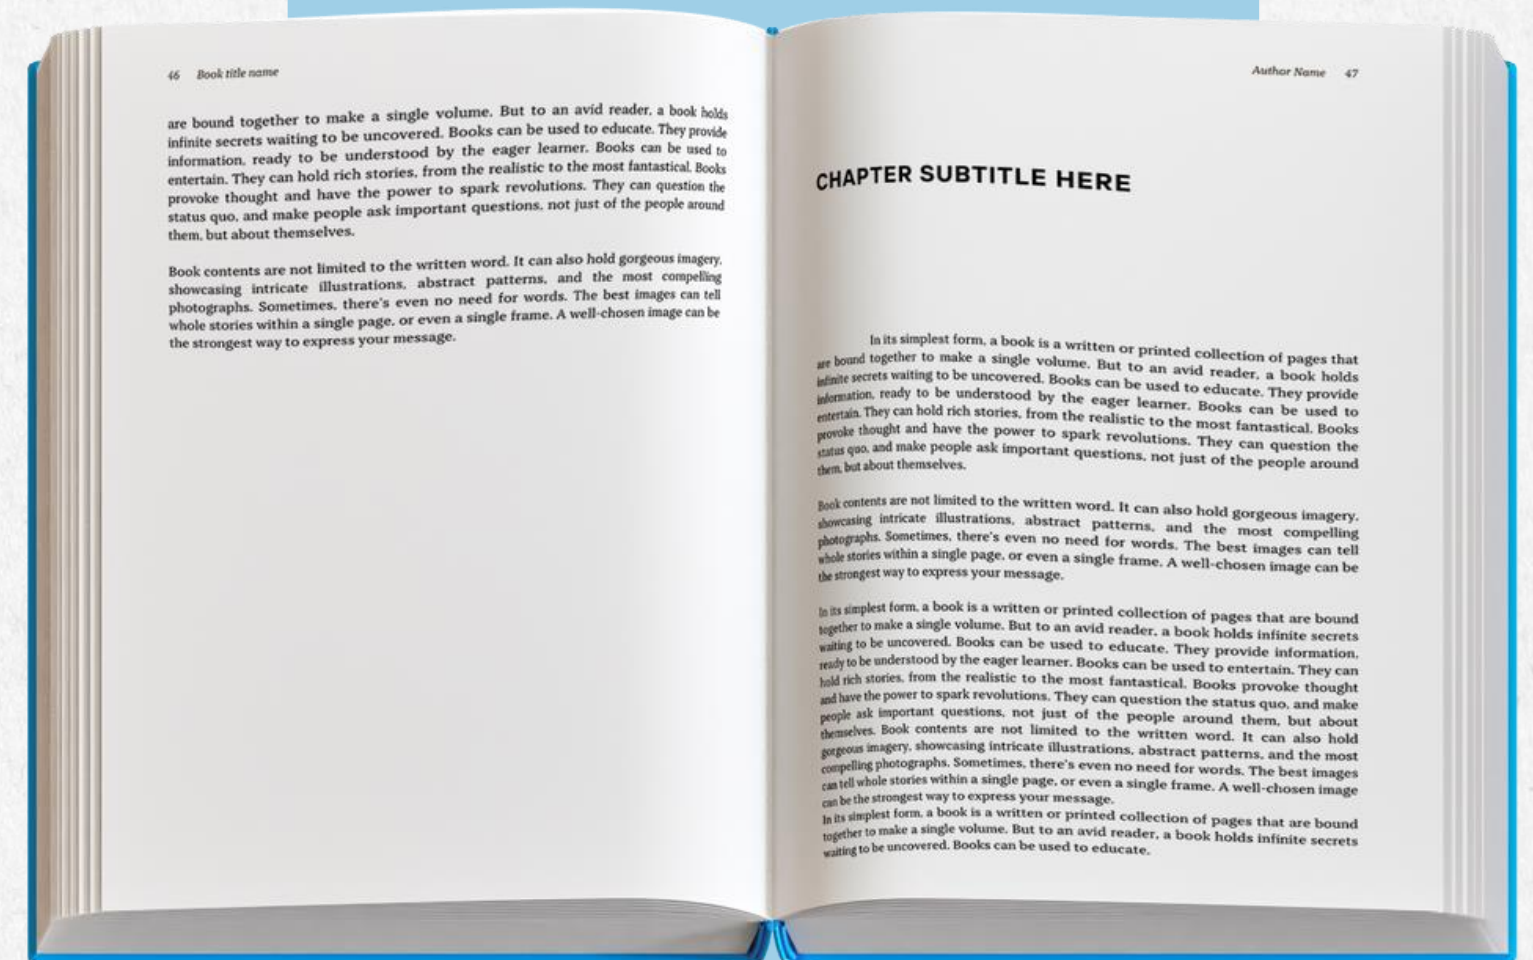 46 Book title name
are bound together to make a single volume. But to an avid reader, a book holds
infinite secrets waiting to be uncovered. Books can be used to educate. They provide
information, ready to be understood by the eager learner. Books can be used to
entertain. They can hold rich stories, from the realistic to the most fantastical. Books
provoke thought and have the power to spark revolutions. They can question the
status quo, and make people ask important questions, not just of the people around
them, but about themselves.
Book contents are not limited to the written word. It can also hold gorgeous imagery,
showcasing intricate illustrations, abstract patterns, and the most compelling
photographs. Sometimes, there's even no need for words. The best images can tell
whole stories within a single page, or even a single frame. A well-chosen image can be
the strongest way to express your message.
Author Name 47
CHAPTER SUBTITLE HERE
In its simplest form, a book is a written or printed collection of pages that
are bound together to make a single volume. But to an avid reader, a book holds
infinite secrets waiting to be uncovered. Books can be used to educate. They provide
information, ready to be understood by the eager learner. Books can be used to
entertain. They can hold rich stories, from the realistic to the most fantastical. Books
provoke thought and have the power to spark revolutions. They can question the
status quo, and make people ask important questions, not just of the people around
them, but about themselves.
Book contents are not limited to the written word. It can also hold gorgeous imagery,
showcasing intricate illustrations, abstract patterns, and the most compelling
photographs. Sometimes, there's even no need for words. The best images can tell
whole stories within a single page, or even a single frame. A well-chosen image can be
the strongest way to express your message.
In its simplest form, a book is a written or printed collection of pages that are bound
together to make a single volume. But to an avid reader, a book holds infinite secrets
waiting to be uncovered. Books can be used to educate. They provide information,
ready to be understood by the eager learner. Books can be used to entertain. They can
hold rich stories, from the realistic to the most fantastical. Books provoke thought
and have the power to spark revolutions. They can question the status quo, and make
people ask important questions, not just of the people around them, but about
themselves. Book contents are not limited to the written word. It can also hold
gorgeous imagery, showcasing intricate illustrations, abstract patterns, and the most
compelling photographs. Sometimes, there's even no need for words. The best images
can tell whole stories within a single page, or even a single frame. A well-chosen image
can be the strongest way to express your message.
In its simplest form, a book is a written or printed collection of pages that are bound
together to make a single volume. But to an avid reader, a book holds infinite secrets
waiting to be uncovered. Books can be used to educate.